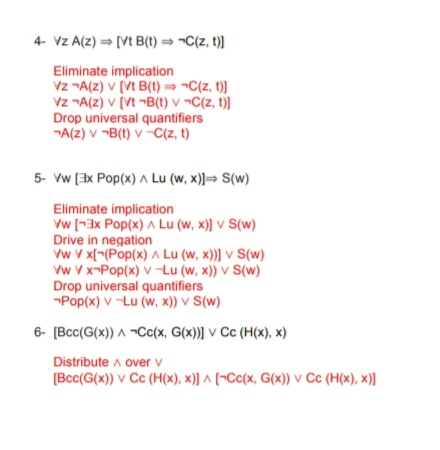 4- ∀z A(z) ⇒ [∀t B(t) ⇒ ¬C(z, t)]
Eliminate implication
∀z ¬A(z) ∨ [∀t B(t) ⇒ ¬C(z, t)]
∀z ¬A(z) ∨ [∀t ¬B(t) ∨ ¬C(z, t)]
Drop universal quantifiers
¬A(z) ∨ ¬B(t) ∨ ¬C(z, t)
5- ∀w [∃x Pop(x) ∧ Lu (w, x)]⇒ S(w)
Eliminate implication
∀w [¬∃x Pop(x) ∧ Lu (w, x)] ∨ S(w)
Drive in negation
∀w ∀ x[¬(Pop(x) ∧ Lu (w, x))] ∨ S(w)
∀w ∀ x¬Pop(x) ∨ ¬Lu (w, x)) ∨ S(w)
Drop universal quantifiers
¬Pop(x) ∨ ¬Lu (w, x)) ∨ S(w)
6- [Bcc(G(x)) ∧ ¬Cc(x, G(x))] ∨ Cc (H(x), x)
Distribute ∧ over ∨
[Bcc(G(x)) ∨ Cc (H(x), x)] ∧ [¬Cc(x, G(x)) ∨ Cc (H(x), x)]